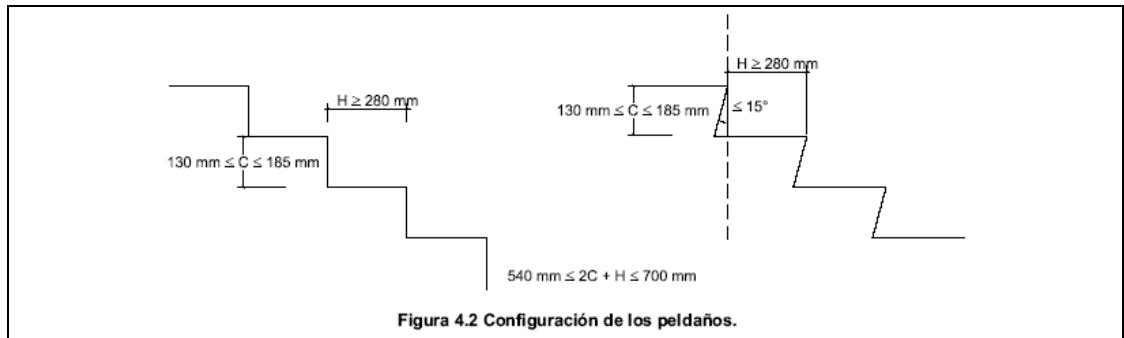 H ≥ 280 mm
130 mm ≤ C ≤ 185 mm
H ≥ 280 mm
130 mm ≤ C ≤ 185 mm
≤ 15°
540 mm ≤ 2C + H ≤ 700 mm
Figura 4.2 Configuración de los peldaños.